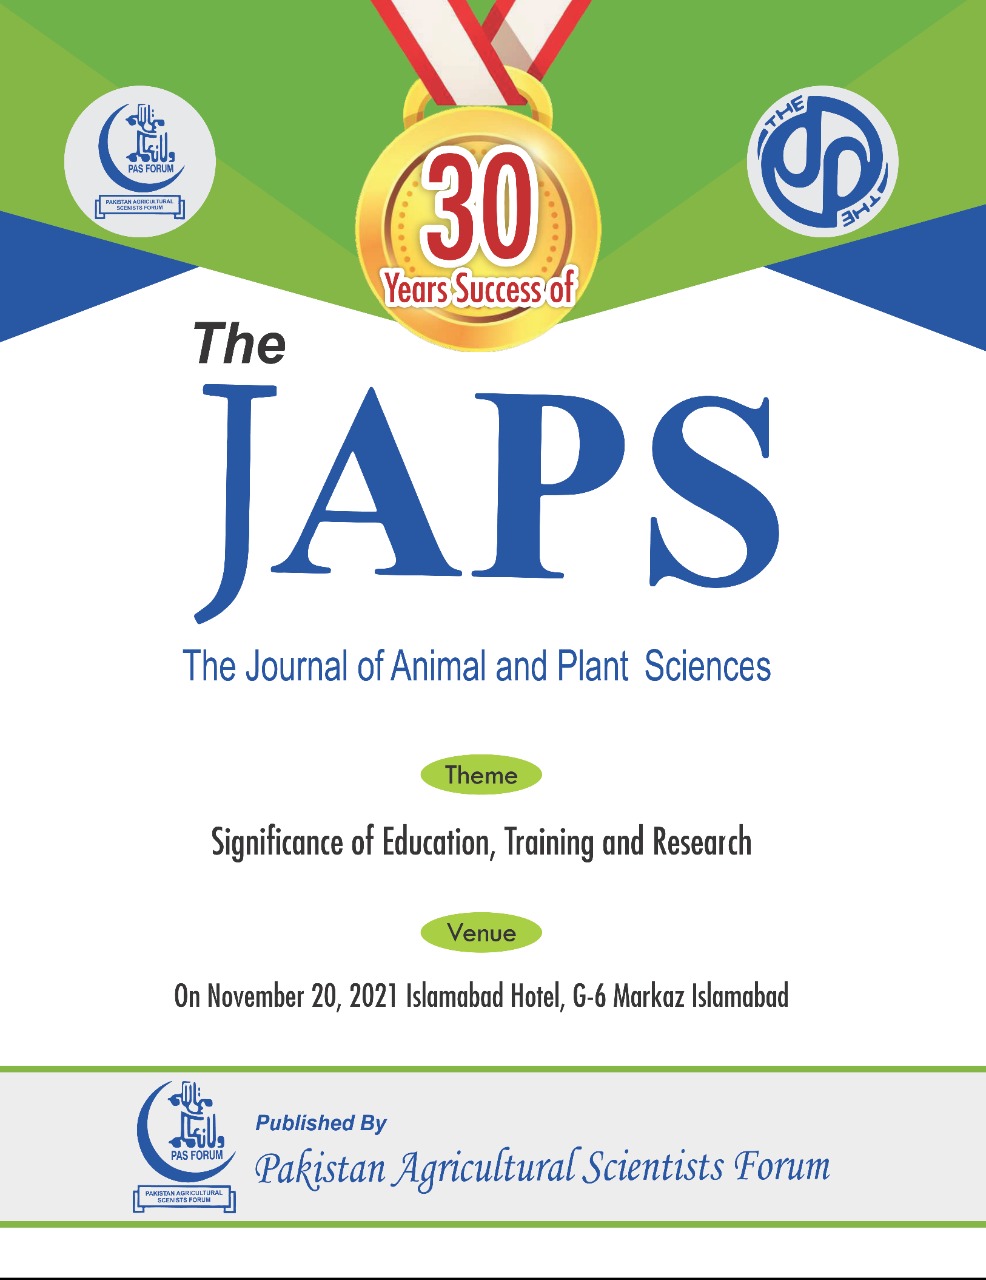 PAS FORUM
PAKISTAN AGRICULTURAL
SCENISTS FORUM
THE
THE
30
Years Success of
The
JAPS
The Journal of Animal and Plant Sciences
Theme
Significance of Education, Training and Research
Venue
On November 20, 2021 Islamabad Hotel, G-6 Markaz Islamabad
PAS FORUM
PAKISTAN AGRICULTURAL
SCENISTS FORUM
Published By
Pakistan Agricultural Scientists Forum